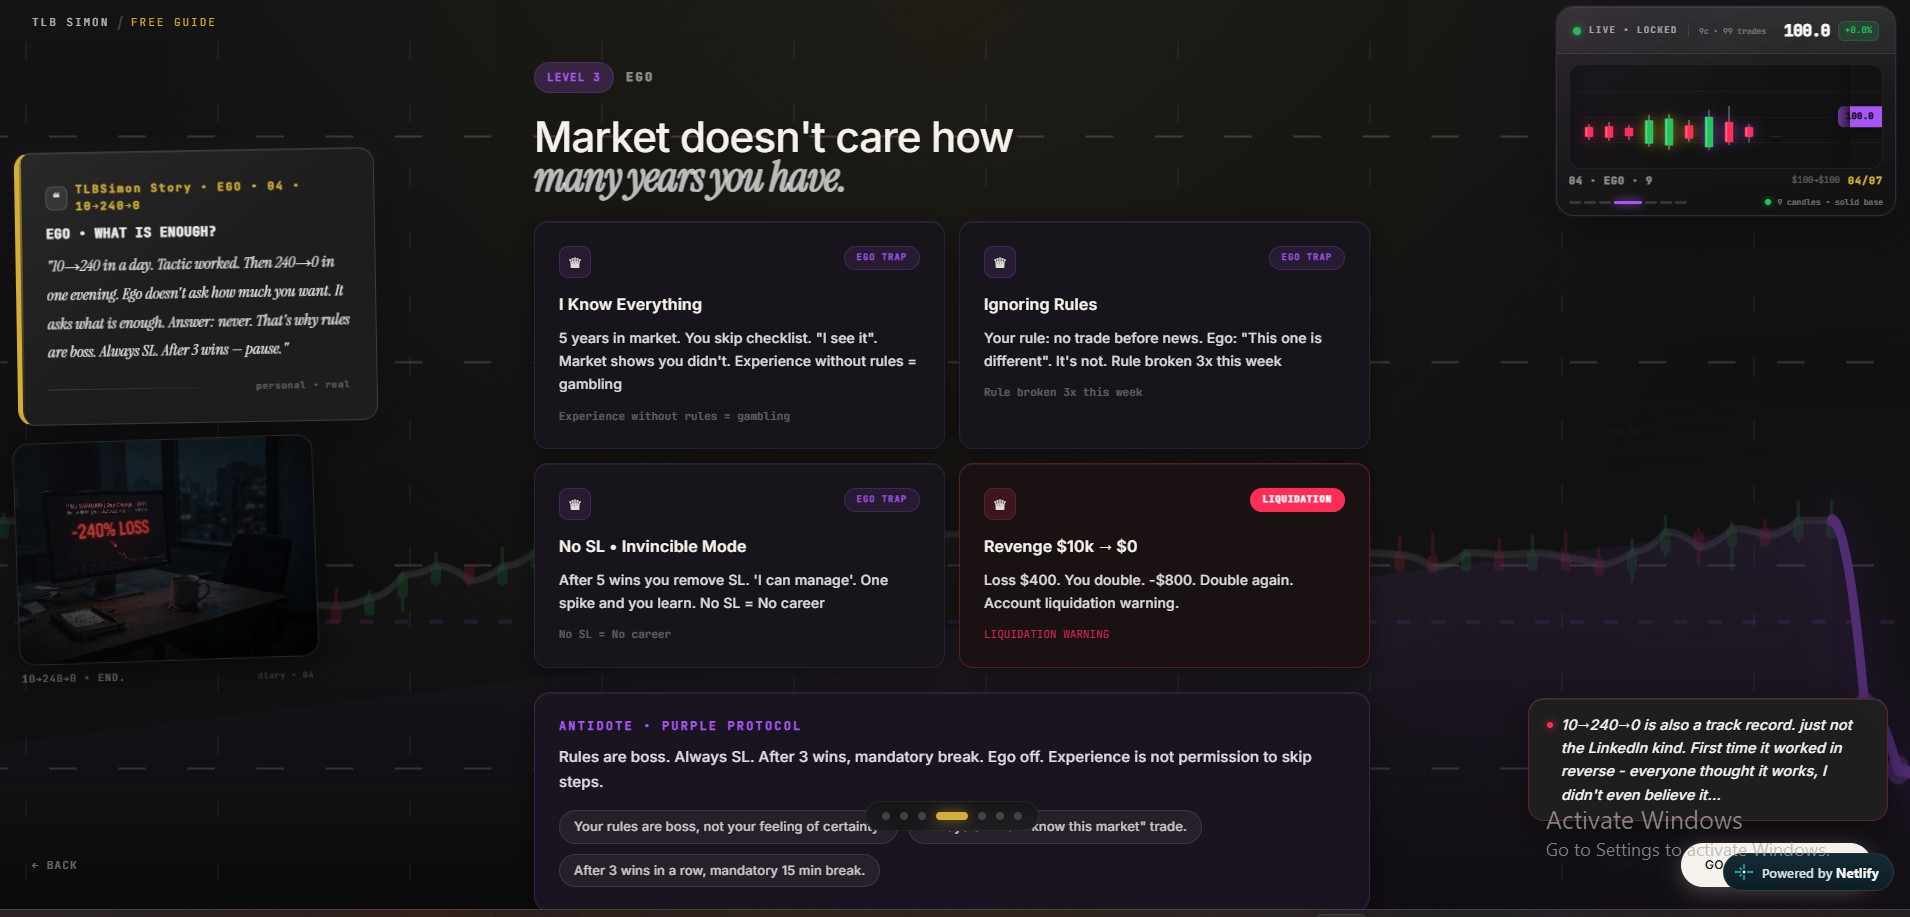 TLB SIMON / FREE GUIDE
LIVE • LOCKED
9c • 99 trades
100.0
+0.0%
100.0
04 • EGO • 9
$100→$100
04/07
9 candles • solid base
LEVEL 3
EGO
Market doesn't care how
many years you have.
❝
TLBSimon Story • EGO • 04 •
10→240→0
EGO • WHAT IS ENOUGH?
"10→240 in a day. Tactic worked. Then 240→0 in
one evening. Ego doesn't ask how much you want. It
asks what is enough. Answer: never. That's why rules
are boss. Always SL. After 3 wins — pause."
personal • real
-240% LOSS
10→240→0 • END.
diary • 04
♛
EGO TRAP
I Know Everything
5 years in market. You skip checklist. "I see it".
Market shows you didn't. Experience without rules =
gambling
Experience without rules = gambling
♛
EGO TRAP
Ignoring Rules
Your rule: no trade before news. Ego: "This one is
different". It's not. Rule broken 3x this week
Rule broken 3x this week
♛
EGO TRAP
No SL • Invincible Mode
After 5 wins you remove SL. 'I can manage'. One
spike and you learn. No SL = No career
No SL = No career
♛
LIQUIDATION
Revenge $10k → $0
Loss $400. You double. -$800. Double again.
Account liquidation warning.
LIQUIDATION WARNING
ANTIDOTE • PURPLE PROTOCOL
Rules are boss. Always SL. After 3 wins, mandatory break. Ego off. Experience is not permission to skip
steps.
Your rules are boss, not your feeling of certainty
know this market" trade.
After 3 wins in a row, mandatory 15 min break.
10→240→0 is also a track record. just not
the LinkedIn kind. First time it worked in
reverse - everyone thought it works, I
didn't even believe it...
Activate Windows
Go to Settings to activate Windows.
← BACK
GO
Powered by Netlify